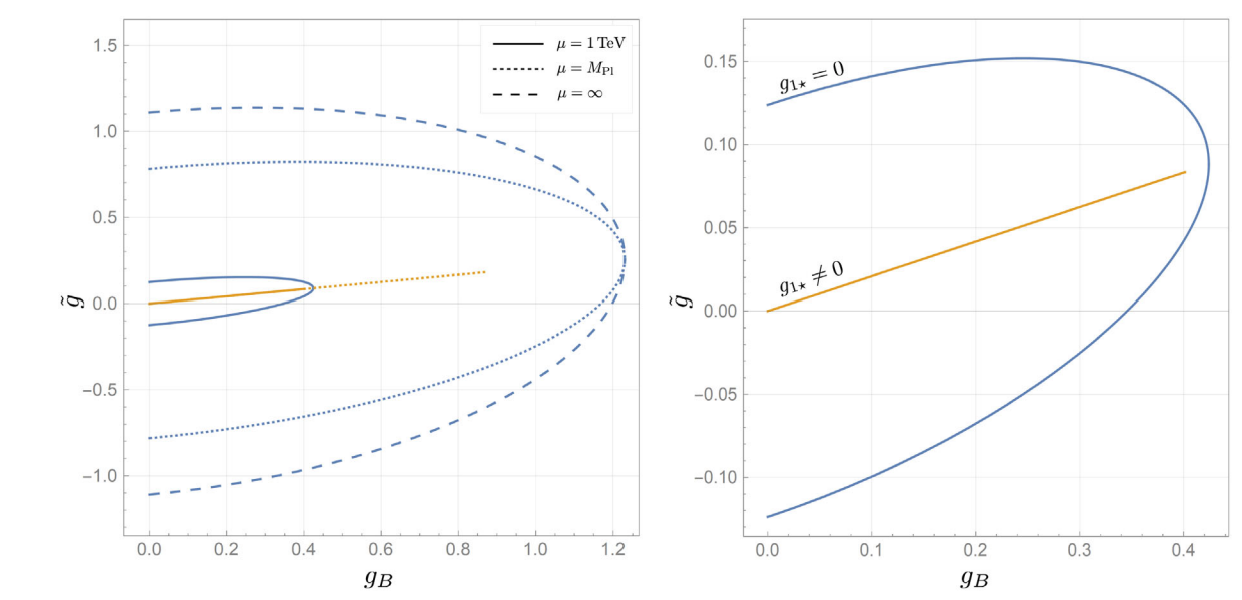 1.5
1.0
0.5
0.0
−0.5
−1.0
g̃
0.0 0.2 0.4 0.6 0.8 1.0 1.2
g_B
μ = 1 TeV
μ = M_Pl
μ = ∞
0.15
0.10
0.05
0.00
−0.05
−0.10
g̃
0.0 0.1 0.2 0.3 0.4
g_B
g_{1⋆} = 0
g_{1⋆} ≠ 0